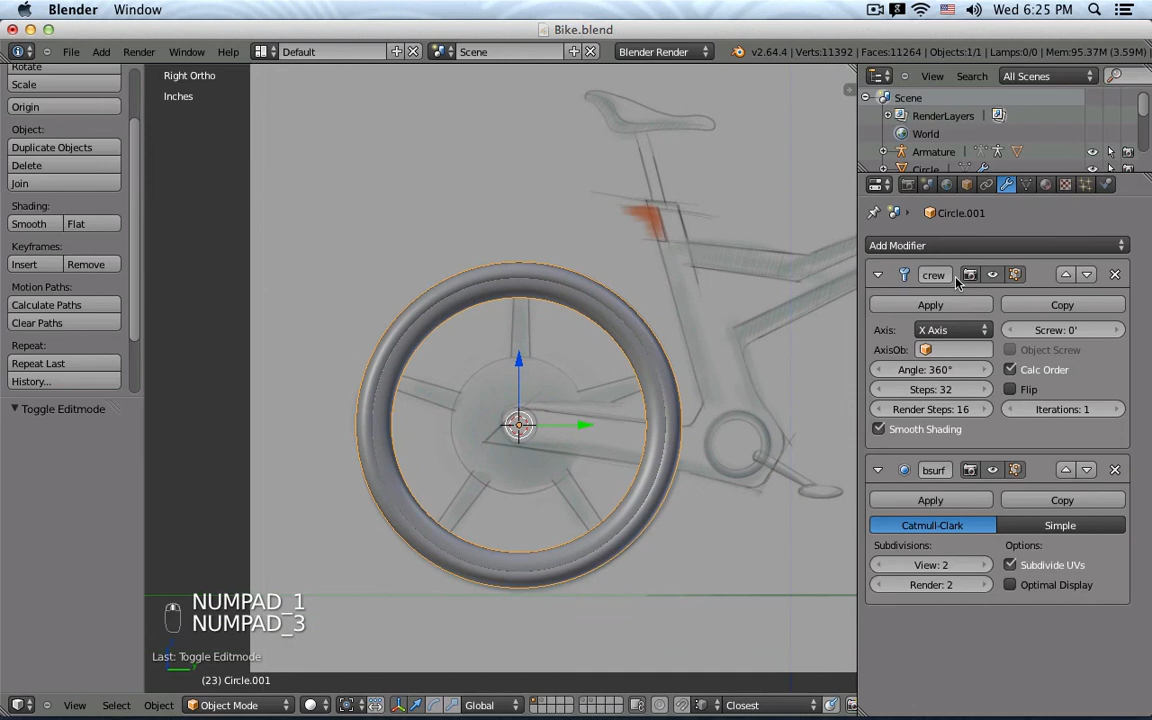 Blender Window Wed 6:25 PM
Bike.blend
File Add Render Window Help Default Scene Blender Render v2.64.4 | Verts:11392 | Faces:11264 | Objects:1/1 | Lamps:0/0 | Mem:95.37M (3.59M)
Rotate
Scale
Origin
Object:
Duplicate Objects
Delete
Join
Shading:
Smooth Flat
Keyframes:
Insert Remove
Motion Paths:
Calculate Paths
Clear Paths
Repeat:
Repeat Last
History...
Toggle Editmode
Right Ortho
Inches
NUMPAD_1
NUMPAD_3
Last: Toggle Editmode
(23) Circle.001
View Select Object Object Mode Global Closest
View Search All Scenes
Scene
RenderLayers
World
Armature
Circle
Circle.001
Add Modifier
crew
Apply Copy
Axis: X Axis Screw: 0'
AxisOb: Object Screw
Angle: 360° Calc Order
Steps: 32 Flip
Render Steps: 16 Iterations: 1
Smooth Shading
bsurf
Apply Copy
Catmull-Clark Simple
Subdivisions: Options:
View: 2 Subdivide UVs
Render: 2 Optimal Display